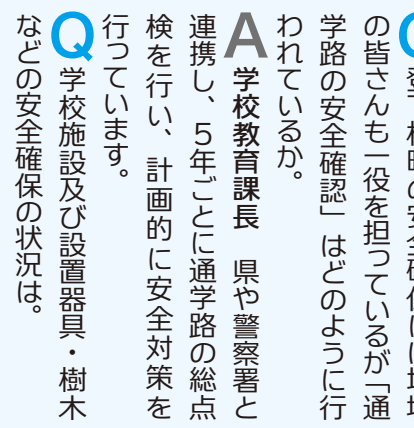 の皆さんも一役を担っているが「通
学路の安全確認」はどのように行
われているか。
A 学校教育課長　県や警察署と
連携し、5年ごとに通学路の総点
検を行い、計画的に安全対策を
行っています。
Q 学校施設及び設置器具・樹木
などの安全確保の状況は。